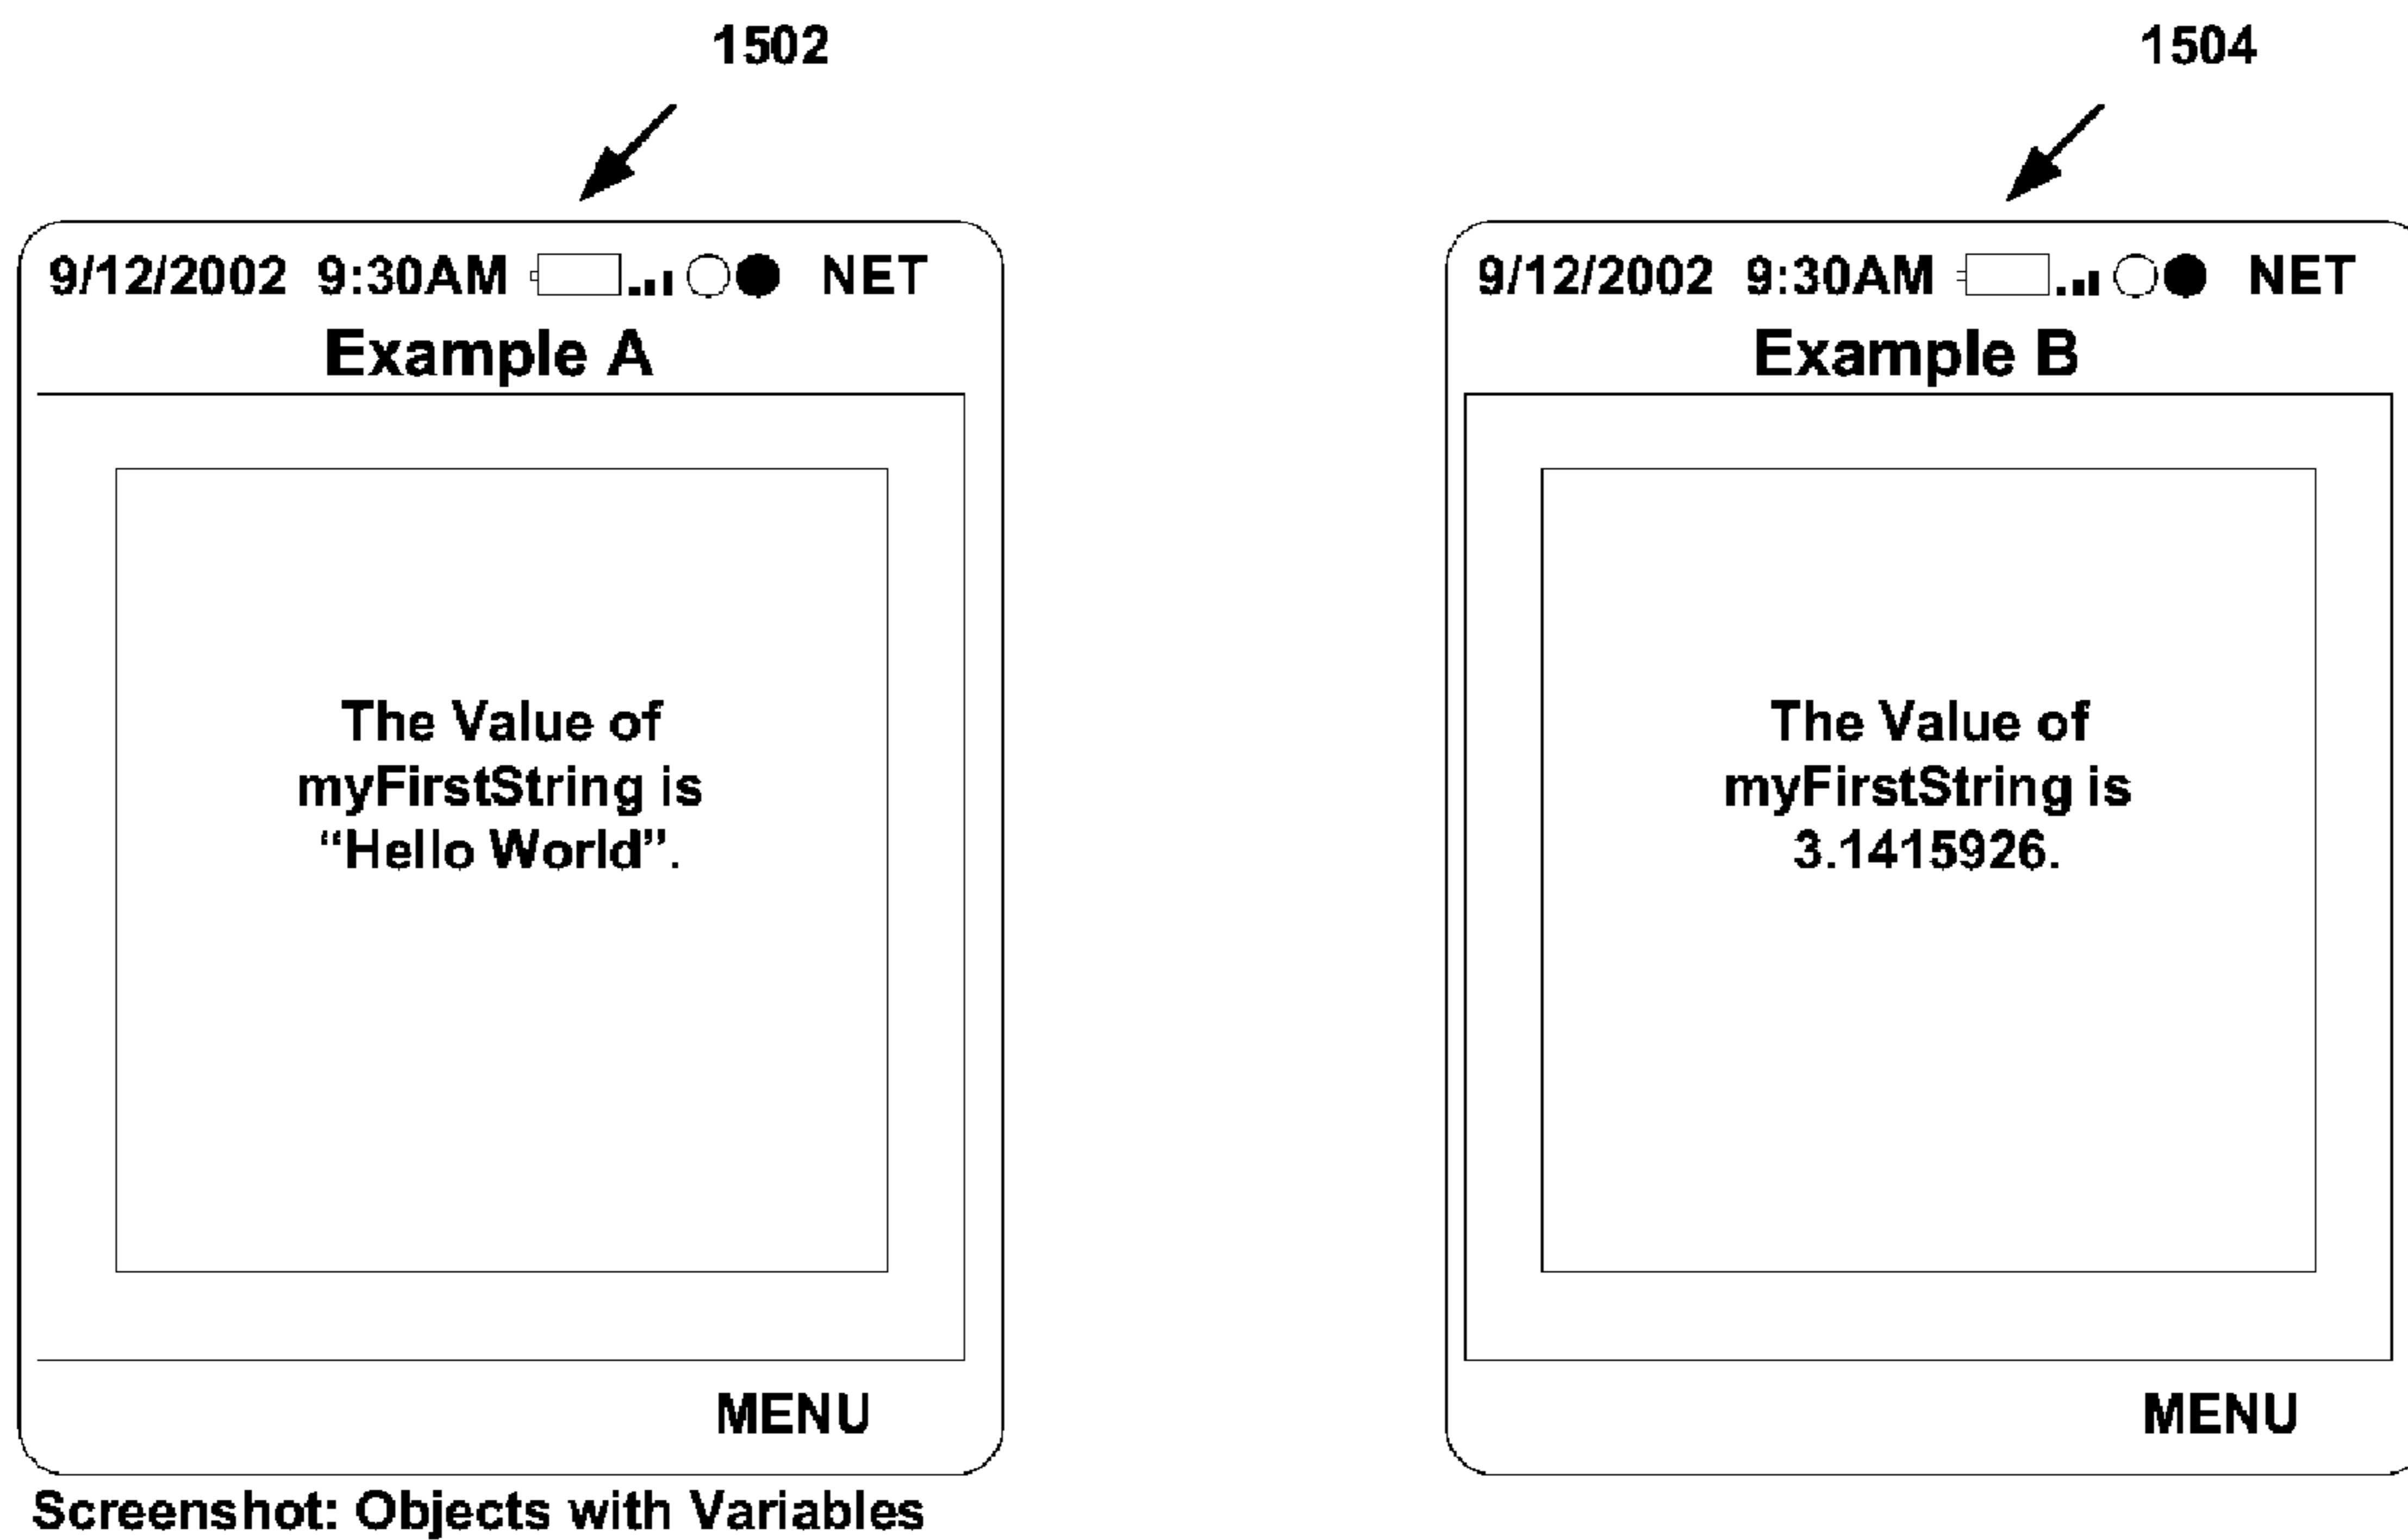 1502
9/12/2002 9:30AM NET
Example A
The Value of
myFirstString is
“Hello World”.
MENU
Screenshot: Objects with Variables
1504
9/12/2002 9:30AM NET
Example B
The Value of
myFirstString is
3.1415926.
MENU